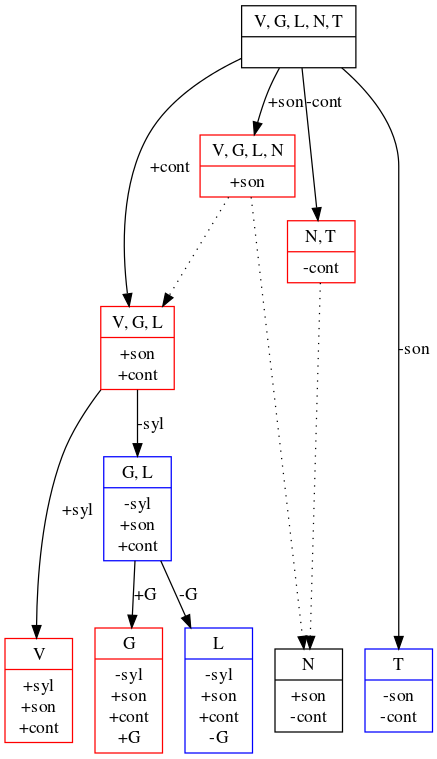 V, G, L, N, T
+son
-cont
V, G, L, N
+son
+cont
N, T
-cont
V, G, L
+son
+cont
-son
-syl
+syl
G, L
-syl
+son
+cont
+G
-G
V
+syl
+son
+cont
G
-syl
+son
+cont
+G
L
-syl
+son
+cont
-G
N
+son
-cont
T
-son
-cont